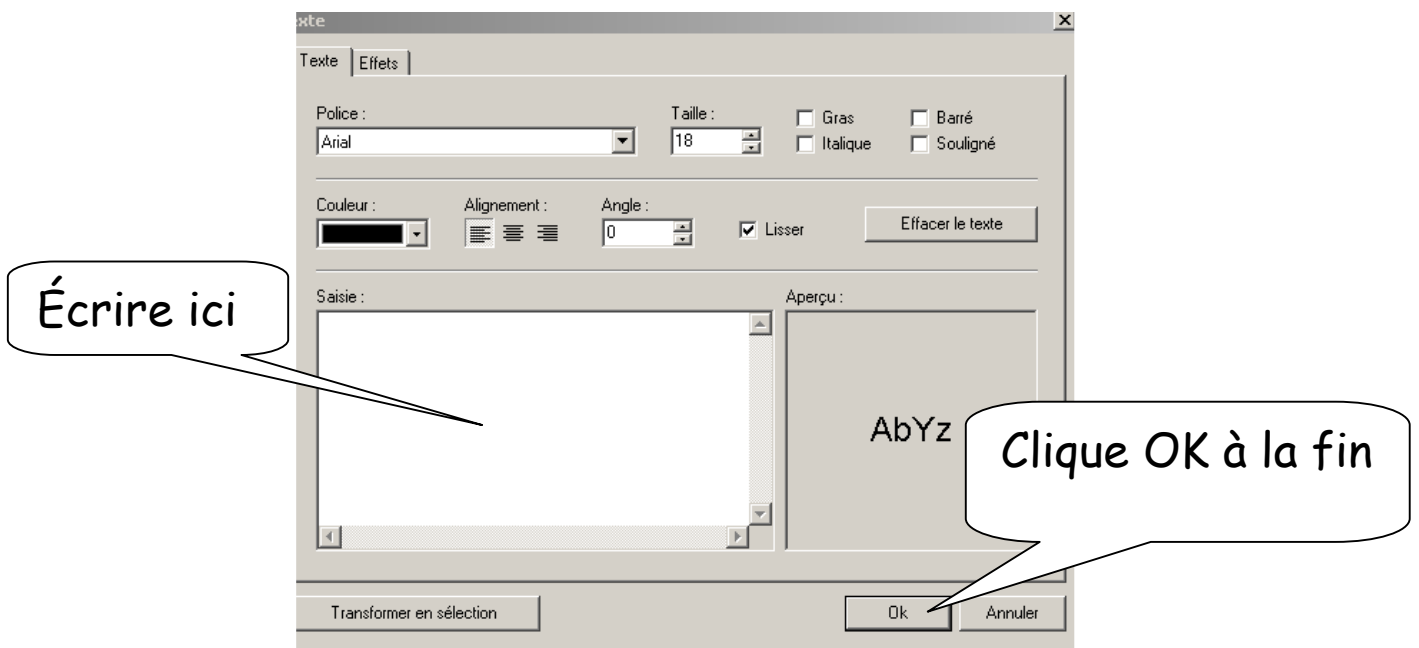 exte
Texte Effets
Police : Taille : Gras Barré
Arial 18 Italique Souligné
Couleur : Alignement : Angle :
0 Lisser Effacer le texte
Écrire ici
Saisie : Aperçu :
AbYz
Clique OK à la fin
Transformer en sélection Ok Annuler